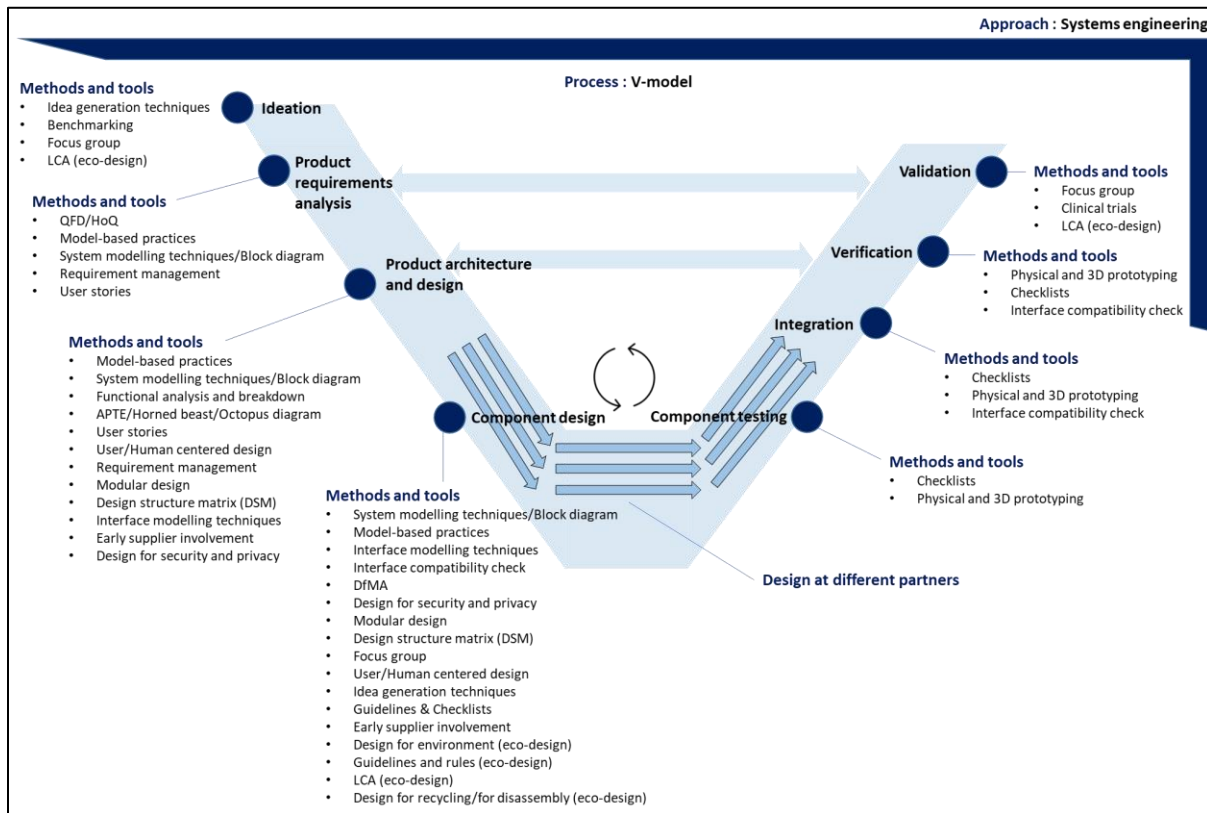 Approach : Systems engineering
Process : V-model
Methods and tools
• Idea generation techniques
• Benchmarking
• Focus group
• LCA (eco-design)
Ideation
Product
requirements
analysis
Methods and tools
• QFD/HoQ
• Model-based practices
• System modelling techniques/Block diagram
• Requirement management
• User stories
Product architecture
and design
Methods and tools
• Model-based practices
• System modelling techniques/Block diagram
• Functional analysis and breakdown
• APTE/Horned beast/Octopus diagram
• User stories
• User/Human centered design
• Requirement management
• Modular design
• Design structure matrix (DSM)
• Interface modelling techniques
• Early supplier involvement
• Design for security and privacy
Component design
Methods and tools
• System modelling techniques/Block diagram
• Model-based practices
• Interface modelling techniques
• Interface compatibility check
• DfMA
• Design for security and privacy
• Modular design
• Design structure matrix (DSM)
• Focus group
• User/Human centered design
• Idea generation techniques
• Guidelines & Checklists
• Early supplier involvement
• Design for environment (eco-design)
• Guidelines and rules (eco-design)
• LCA (eco-design)
• Design for recycling/for disassembly (eco-design)
Design at different partners
Component testing
Methods and tools
• Checklists
• Physical and 3D prototyping
Integration
Methods and tools
• Checklists
• Physical and 3D prototyping
• Interface compatibility check
Verification
Methods and tools
• Physical and 3D prototyping
• Checklists
• Interface compatibility check
Validation
Methods and tools
• Focus group
• Clinical trials
• LCA (eco-design)